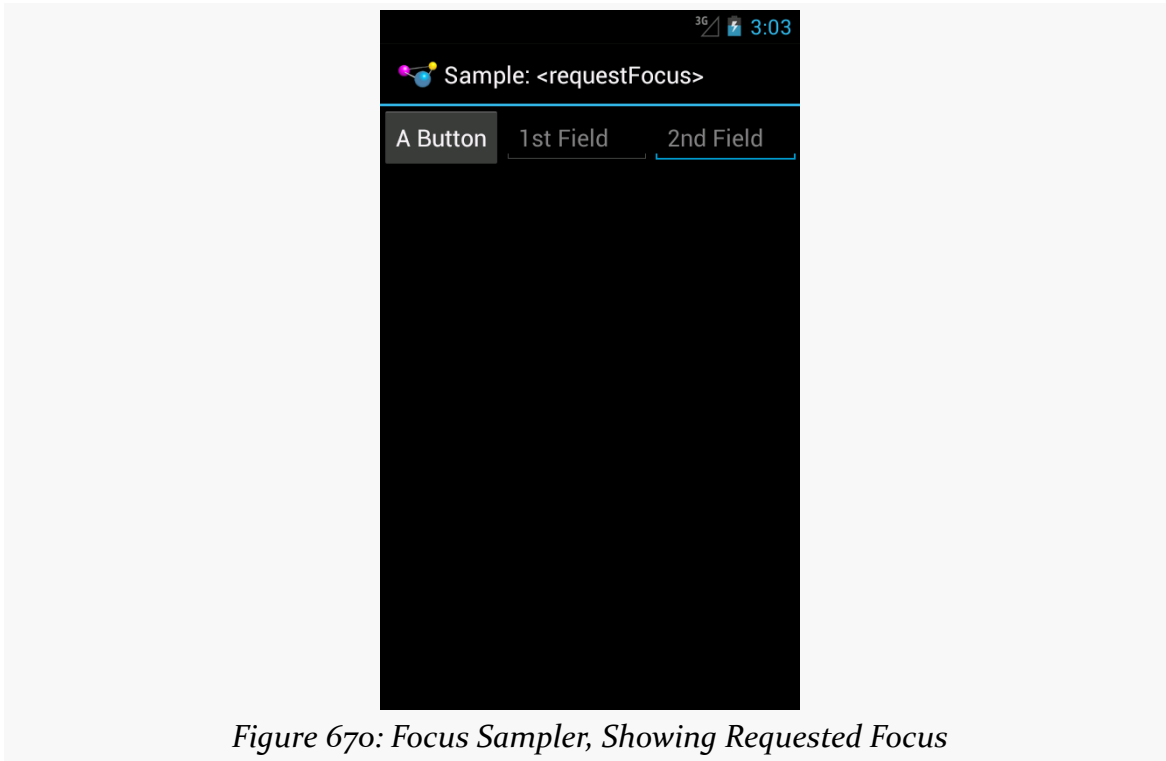 3G 3:03
Sample: <requestFocus>
A Button 1st Field 2nd Field
Figure 670: Focus Sampler, Showing Requested Focus